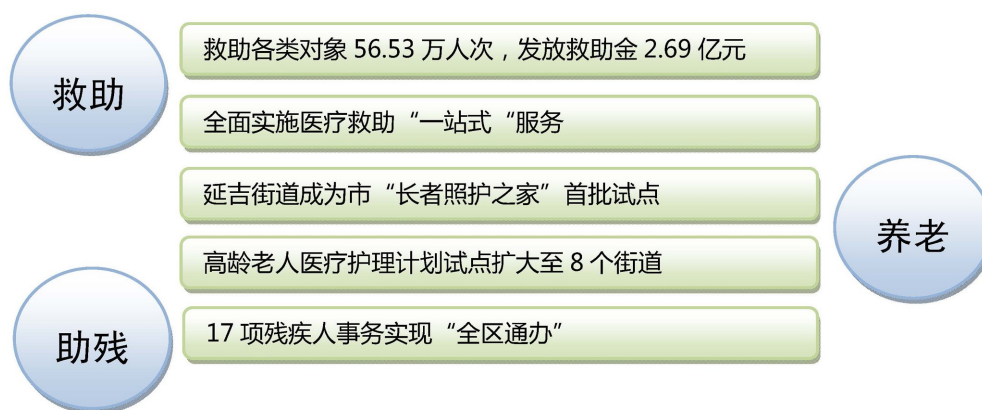 救助
救助各类对象 56.53 万人次，发放救助金 2.69 亿元
全面实施医疗救助“一站式“服务
延吉街道成为市“长者照护之家”首批试点
养老
高龄老人医疗护理计划试点扩大至 8 个街道
助残
17 项残疾人事务实现“全区通办”